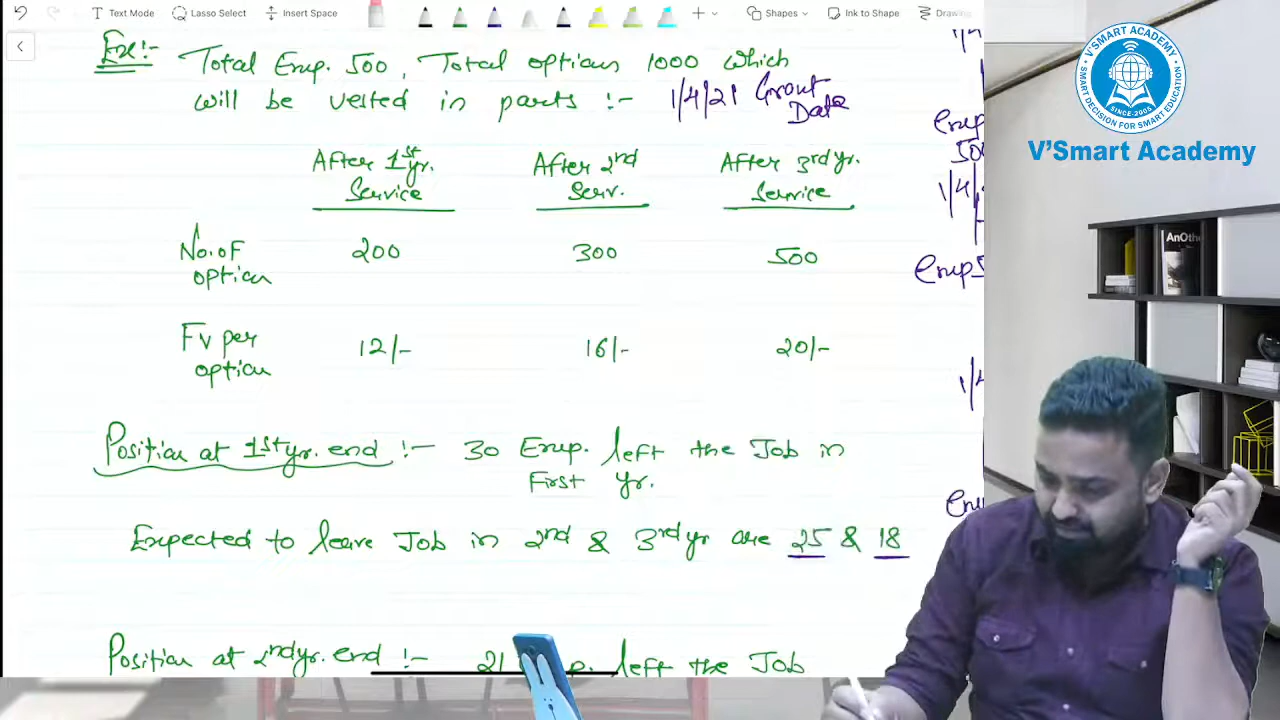 Text Mode
Lasso Select
Insert Space
Shapes
Ink to Shape
Drawing
Ex:-
Total Emp. 500, Total options 1000 which
will be vested in parts :- 1/4/21 Grant
Date
After 1st yr. Service
After 2nd Serv.
After 3rd yr. Service
No. of option
200
300
500
FV per option
12/-
16/-
20/-
Position at 1st yr. end :- 30 Emp. left the Job in
First yr.
Expected to leave Job in 2nd & 3rd yr are 25 & 18
Position at 2nd yr. end :- 21 left the Job
V'SMART ACADEMY
SINCE-2005
SMART DECISION FOR SMART EDUCATION
V'Smart Academy